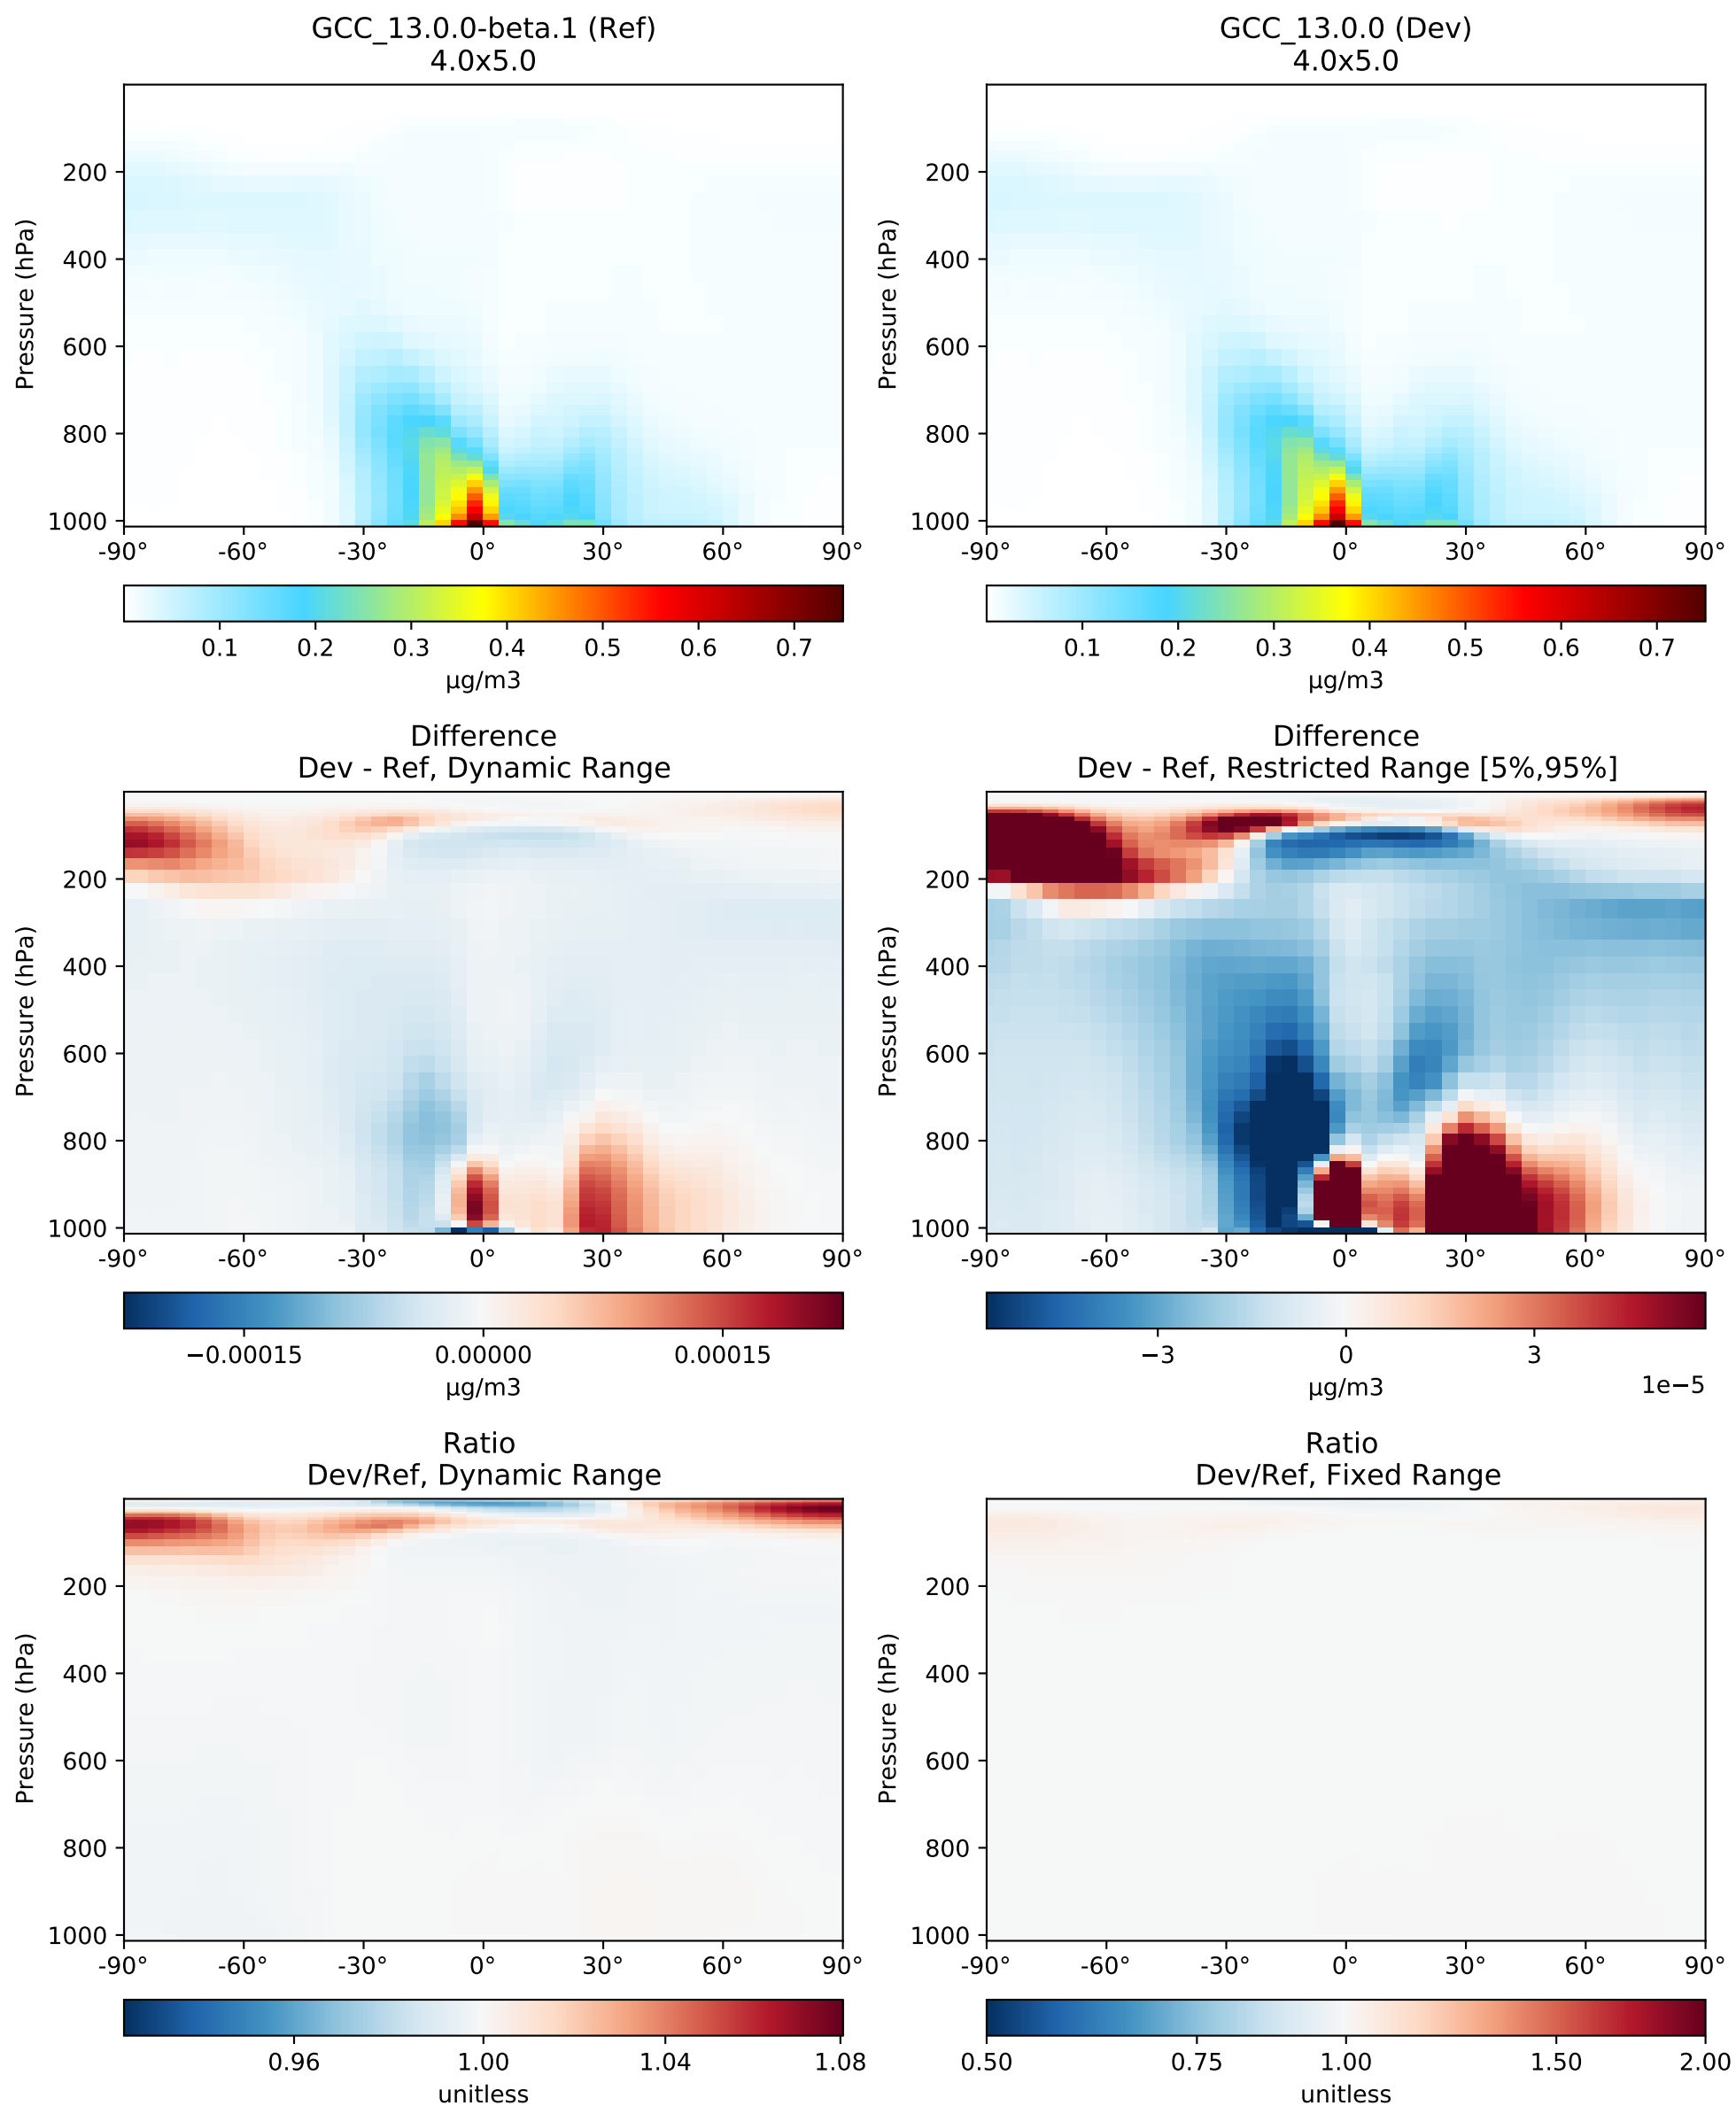 GCC_13.0.0-beta.1 (Ref)
4.0x5.0
Pressure (hPa)
200
400
600
800
1000
-90° -60° -30° 0° 30° 60° 90°
0.1 0.2 0.3 0.4 0.5 0.6 0.7
μg/m3
GCC_13.0.0 (Dev)
4.0x5.0
Pressure (hPa)
200
400
600
800
1000
-90° -60° -30° 0° 30° 60° 90°
0.1 0.2 0.3 0.4 0.5 0.6 0.7
μg/m3
Difference
Dev - Ref, Dynamic Range
Pressure (hPa)
200
400
600
800
1000
-90° -60° -30° 0° 30° 60° 90°
−0.00015 0.00000 0.00015
μg/m3
Difference
Dev - Ref, Restricted Range [5%,95%]
Pressure (hPa)
200
400
600
800
1000
-90° -60° -30° 0° 30° 60° 90°
−3 0 3
1e−5
μg/m3
Ratio
Dev/Ref, Dynamic Range
Pressure (hPa)
200
400
600
800
1000
-90° -60° -30° 0° 30° 60° 90°
0.96 1.00 1.04 1.08
unitless
Ratio
Dev/Ref, Fixed Range
Pressure (hPa)
200
400
600
800
1000
-90° -60° -30° 0° 30° 60° 90°
0.50 0.75 1.00 1.50 2.00
unitless